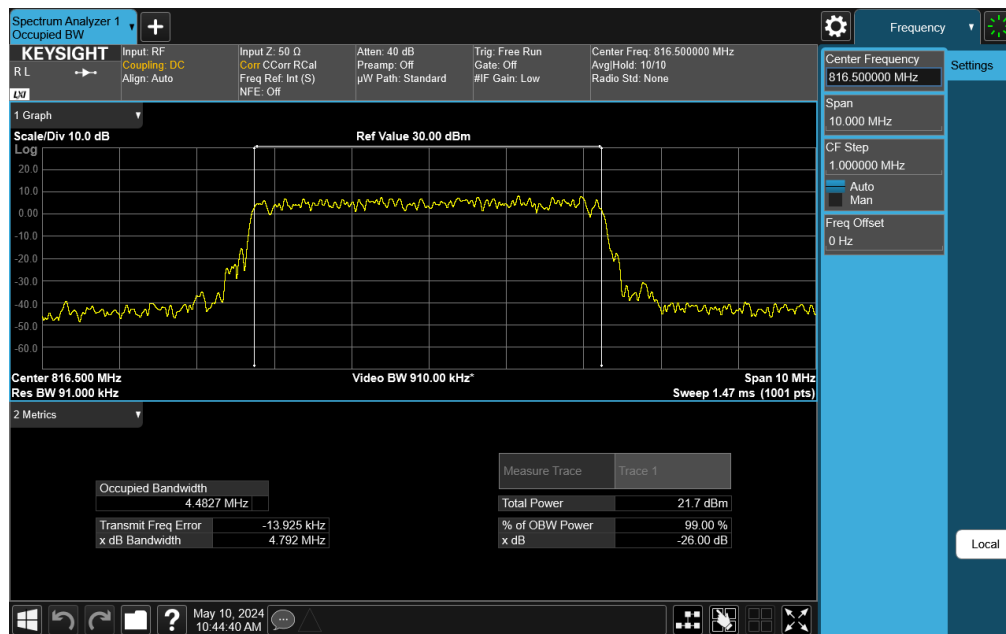 Spectrum Analyzer 1
Occupied BW
Frequency
KEYSIGHT
R L
LXI
Input: RF
Coupling: DC
Align: Auto
Input Z: 50 Ω
Corr CCorr RCal
Freq Ref: Int (S)
NFE: Off
Atten: 40 dB
Preamp: Off
µW Path: Standard
Trig: Free Run
Gate: Off
#IF Gain: Low
Center Freq: 816.500000 MHz
Avg|Hold: 10/10
Radio Std: None
Center Frequency
816.500000 MHz
Settings
Span
10.000 MHz
CF Step
1.000000 MHz
Auto
Man
Freq Offset
0 Hz
1 Graph
Scale/Div 10.0 dB
Ref Value 30.00 dBm
Log
20.0
10.0
0.00
-10.0
-20.0
-30.0
-40.0
-50.0
-60.0
Center 816.500 MHz
Video BW 910.00 kHz*
Span 10 MHz
Res BW 91.000 kHz
Sweep 1.47 ms (1001 pts)
2 Metrics
Measure Trace
Trace 1
Occupied Bandwidth
4.4827 MHz
Total Power
21.7 dBm
Transmit Freq Error
-13.925 kHz
% of OBW Power
99.00 %
x dB Bandwidth
4.792 MHz
x dB
-26.00 dB
Local
?
May 10, 2024
10:44:40 AM